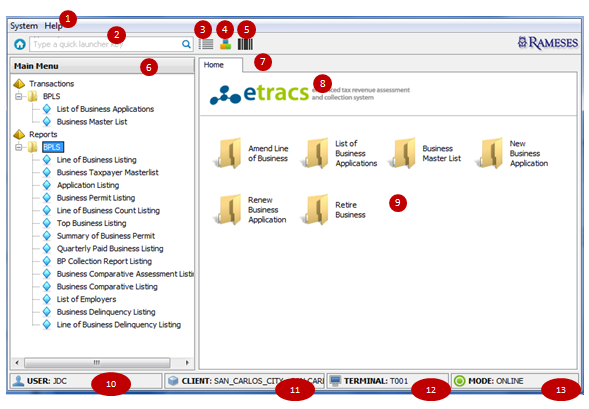 1
System Help
2
3
4
5
Type a quick launcher key
RAMESES
Main Menu
6
Home
7
Transactions
BPLS
List of Business Applications
Business Master List
Reports
BPLS
Line of Business Listing
Business Taxpayer Masterlist
Application Listing
Business Permit Listing
Line of Business Count Listing
Top Business Listing
Summary of Business Permit
Quarterly Paid Business Listing
BP Collection Report Listing
Business Comparative Assessment Listi
Business Comparative Listing
List of Employers
Business Delinquency Listing
Line of Business Delinquency Listing
8
etracs
tax revenue assessment
and collection system
Amend Line
of Business
List of
Business
Applications
Business
Master List
New
Business
Application
Renew
Business
Application
Retire
Business
9
USER: JDC
10
CLIENT: SAN_CARLOS_CITY
11
TERMINAL: T001
12
MODE: ONLINE
13